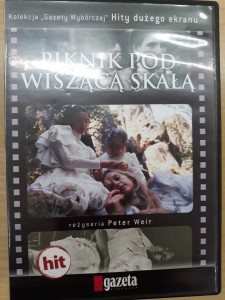 Kolekcja „Gazety Wyborczej” Hity dużego ekranu
PIKNIK POD
WISZĄCĄ SKAŁĄ
reżyseria Peter Weir
hit
gazeta